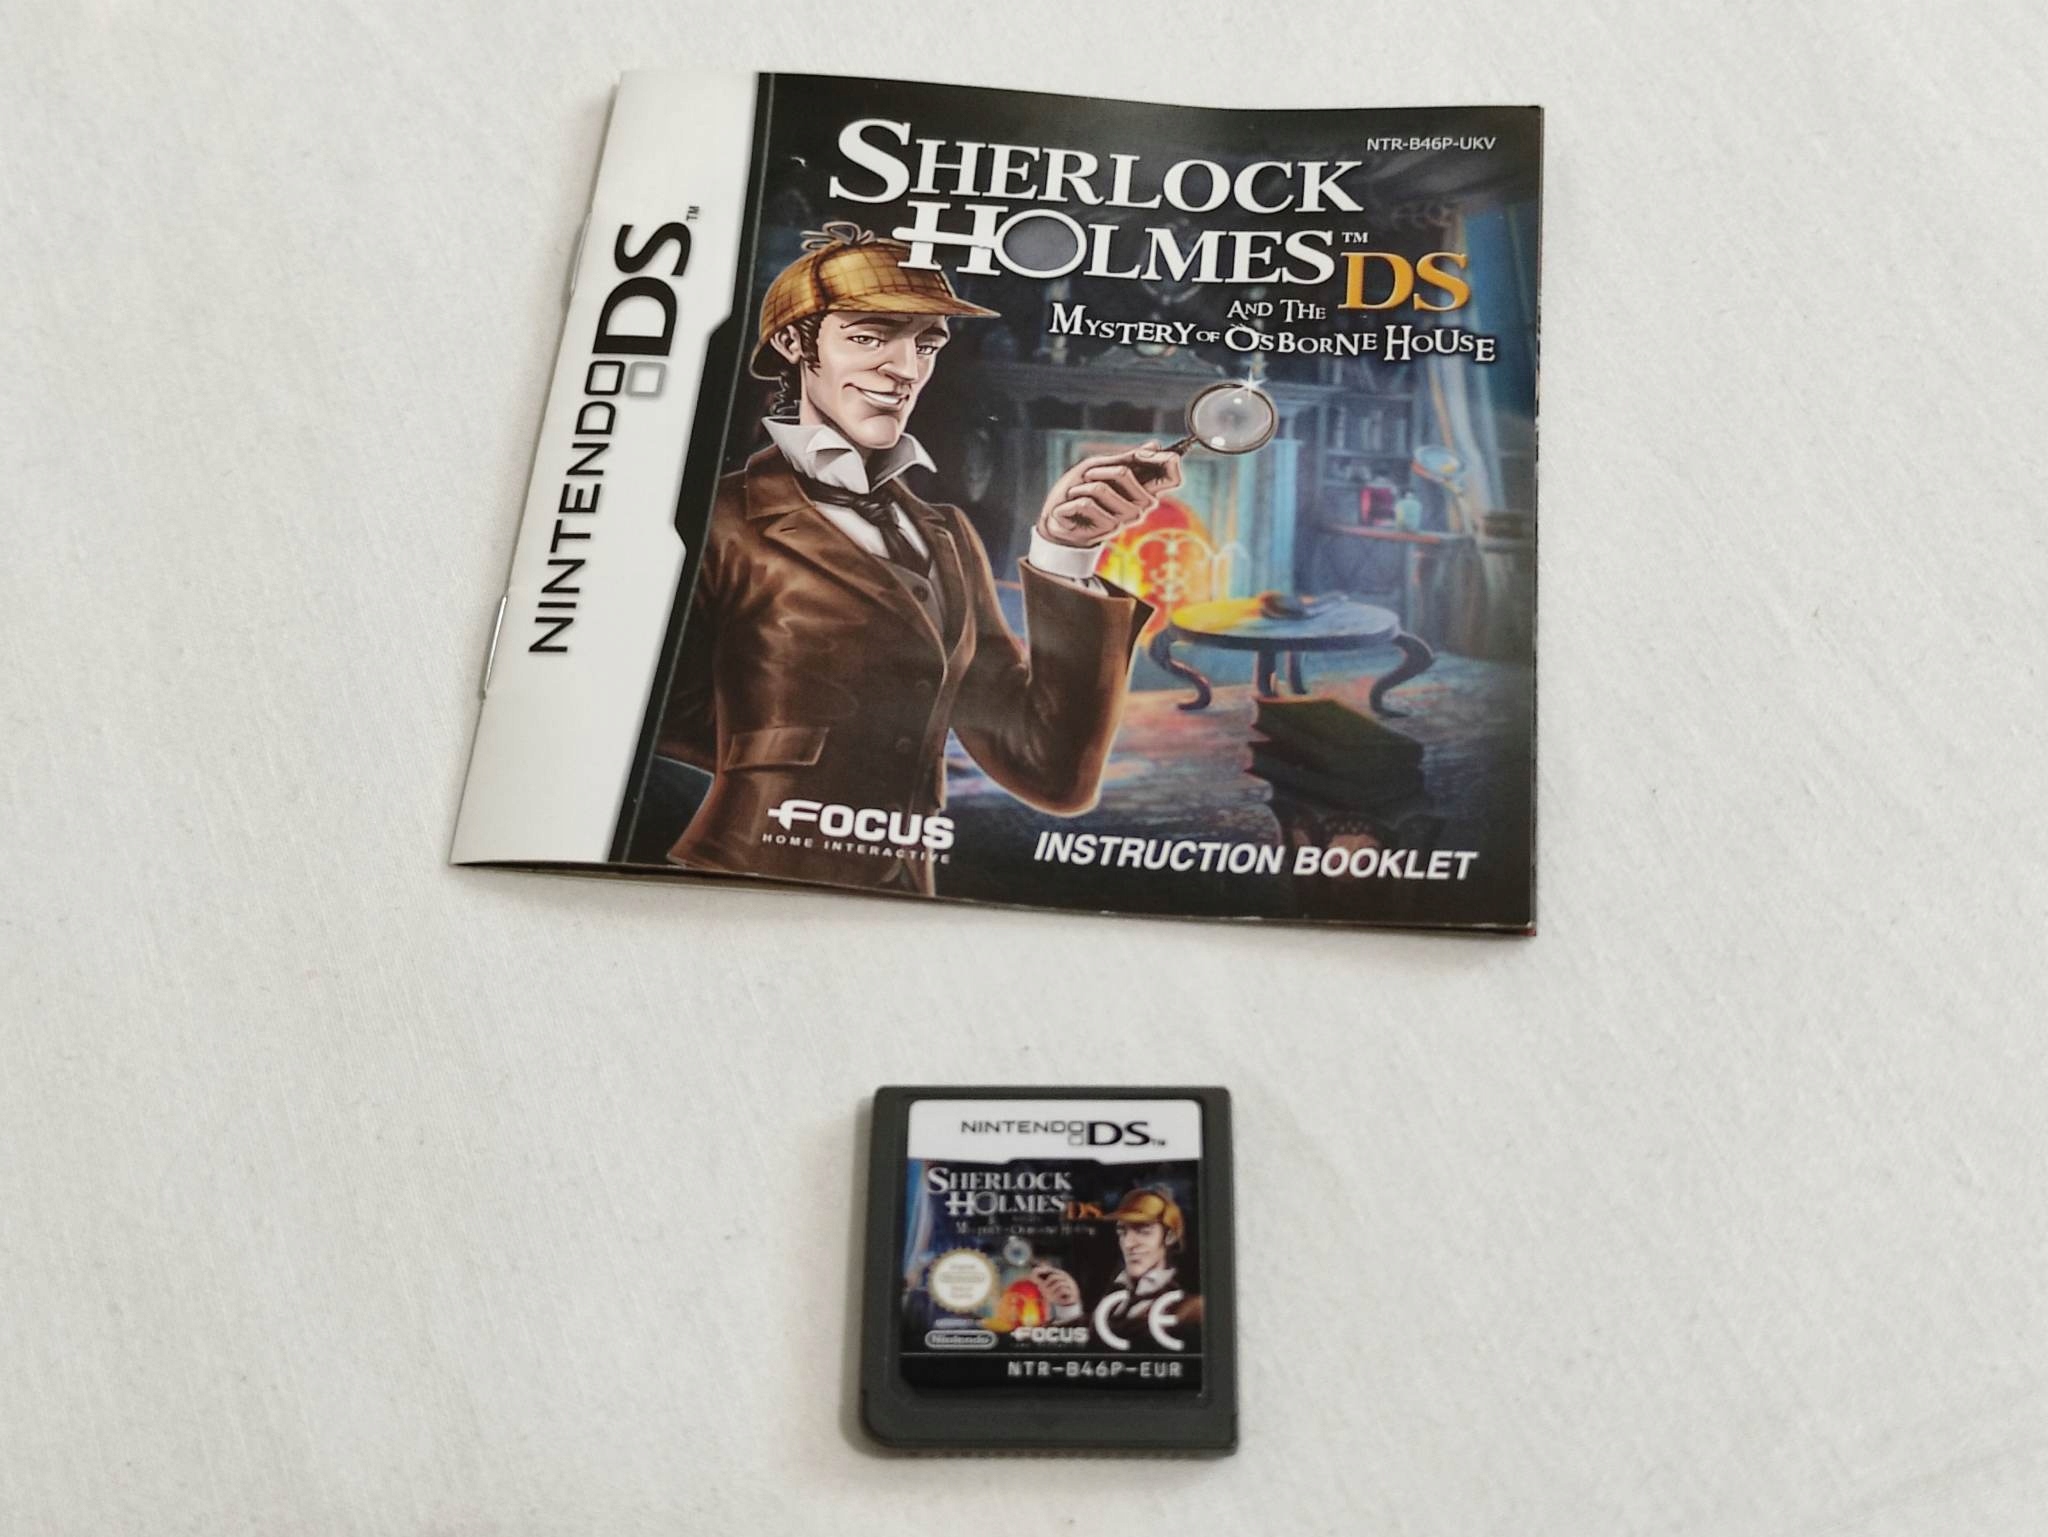 NINTENDO DS™
NTR-B46P-UKV
SHERLOCK
HOLMES™ DS
AND THE
MYSTERY OF OSBORNE HOUSE
FOCUS
HOME INTERACTIVE
INSTRUCTION BOOKLET
NINTENDO DS™
SHERLOCK
HOLMES DS
Nintendo
FOCUS
CE
NTR-B46P-EUR